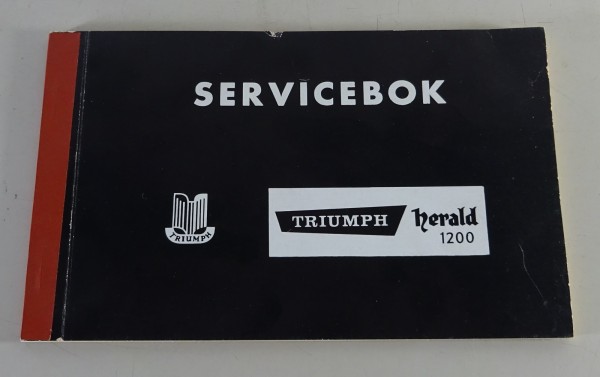 SERVICEBOK
TRIUMPH
TRIUMPH herald
1200